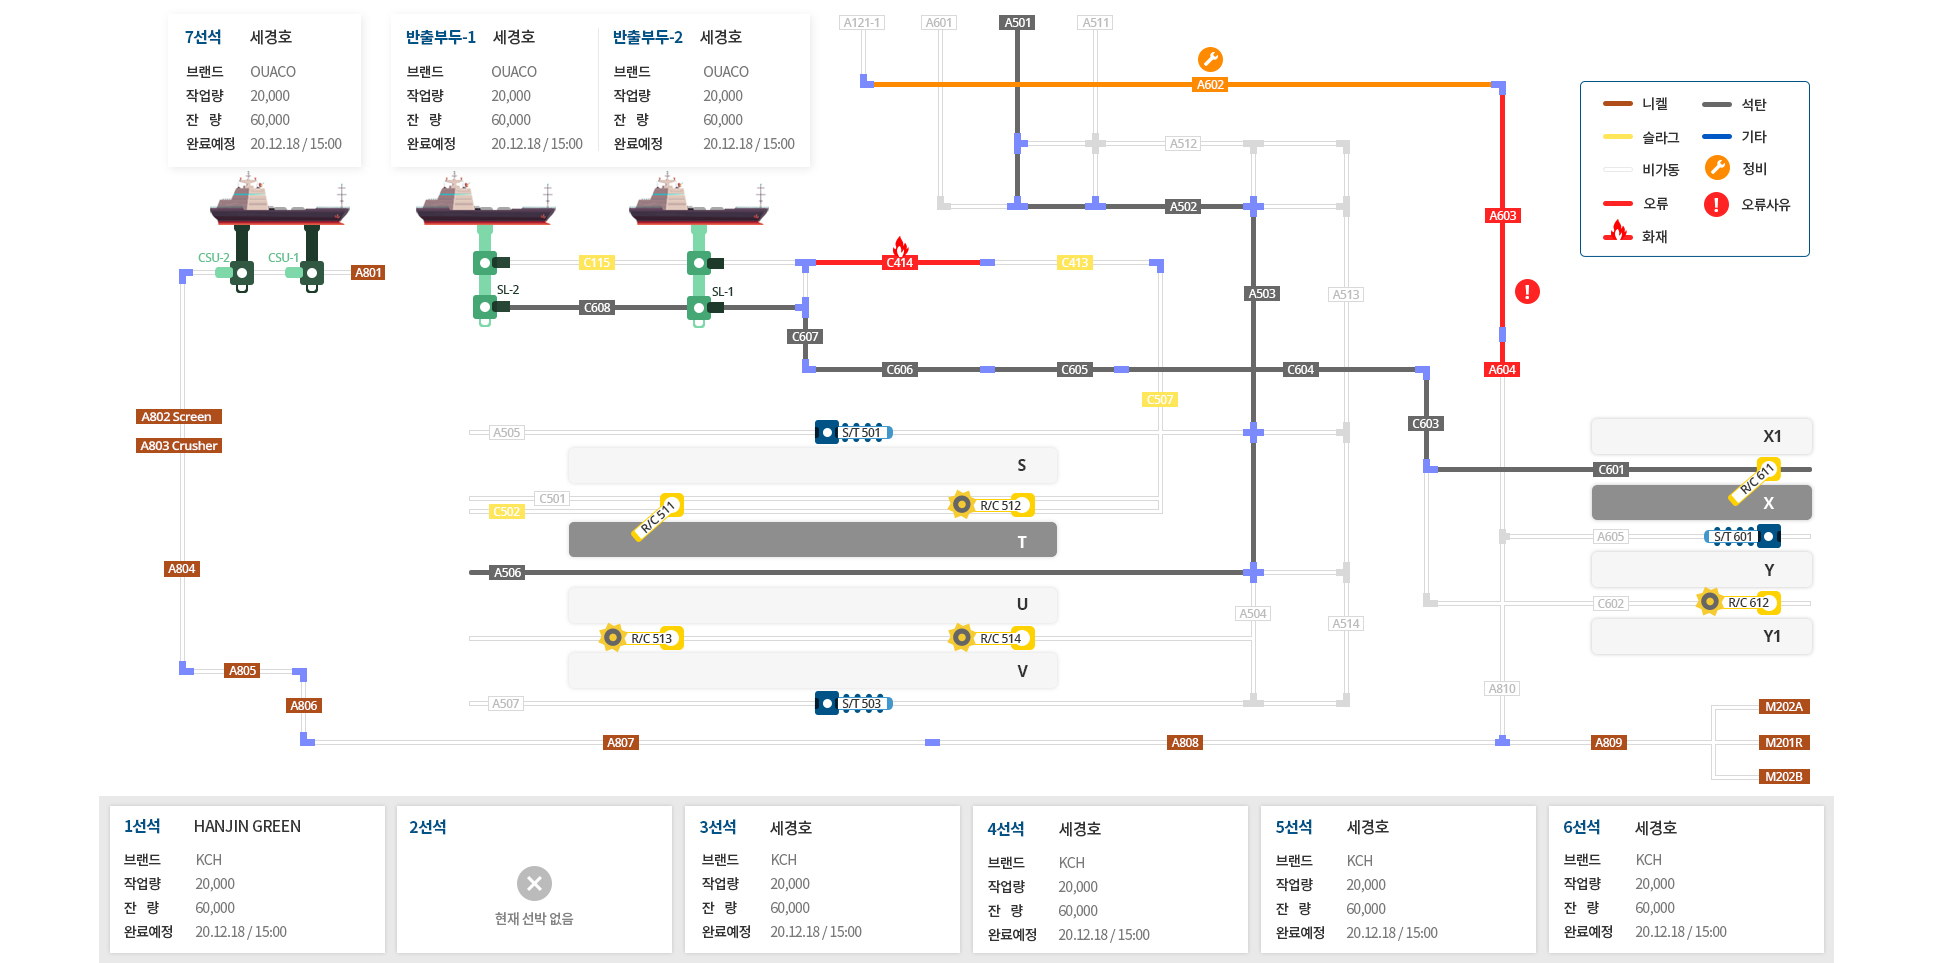 7선석 세경호
브랜드 OUACO
작업량 20,000
잔 량 60,000
완료예정 20.12.18 / 15:00
반출부두-1 세경호
브랜드 OUACO
작업량 20,000
잔 량 60,000
완료예정 20.12.18 / 15:00
반출부두-2 세경호
브랜드 OUACO
작업량 20,000
잔 량 60,000
완료예정 20.12.18 / 15:00
A121-1
A601
A501
A511
A602
니켈
석탄
슬라그
기타
비가동
정비
오류
오류사유
화재
A512
A502
A603
CSU-2
CSU-1
A801
C115
C414
C413
SL-2
SL-1
C608
A503
A513
C607
C606
C605
C604
A604
C507
A802 Screen
A803 Crusher
A505
S/T 501
C603
X1
S
C601
R/C 611
C501
C502
R/C 511
R/C 512
X
T
A605
S/T 601
A804
A506
Y
U
A504
A514
C602
R/C 612
R/C 513
R/C 514
Y1
A805
V
A810
A806
A507
S/T 503
M202A
A807
A808
A809
M201R
M202B
1선석 HANJIN GREEN
브랜드 KCH
작업량 20,000
잔 량 60,000
완료예정 20.12.18 / 15:00
2선석
현재 선박 없음
3선석 세경호
브랜드 KCH
작업량 20,000
잔 량 60,000
완료예정 20.12.18 / 15:00
4선석 세경호
브랜드 KCH
작업량 20,000
잔 량 60,000
완료예정 20.12.18 / 15:00
5선석 세경호
브랜드 KCH
작업량 20,000
잔 량 60,000
완료예정 20.12.18 / 15:00
6선석 세경호
브랜드 KCH
작업량 20,000
잔 량 60,000
완료예정 20.12.18 / 15:00